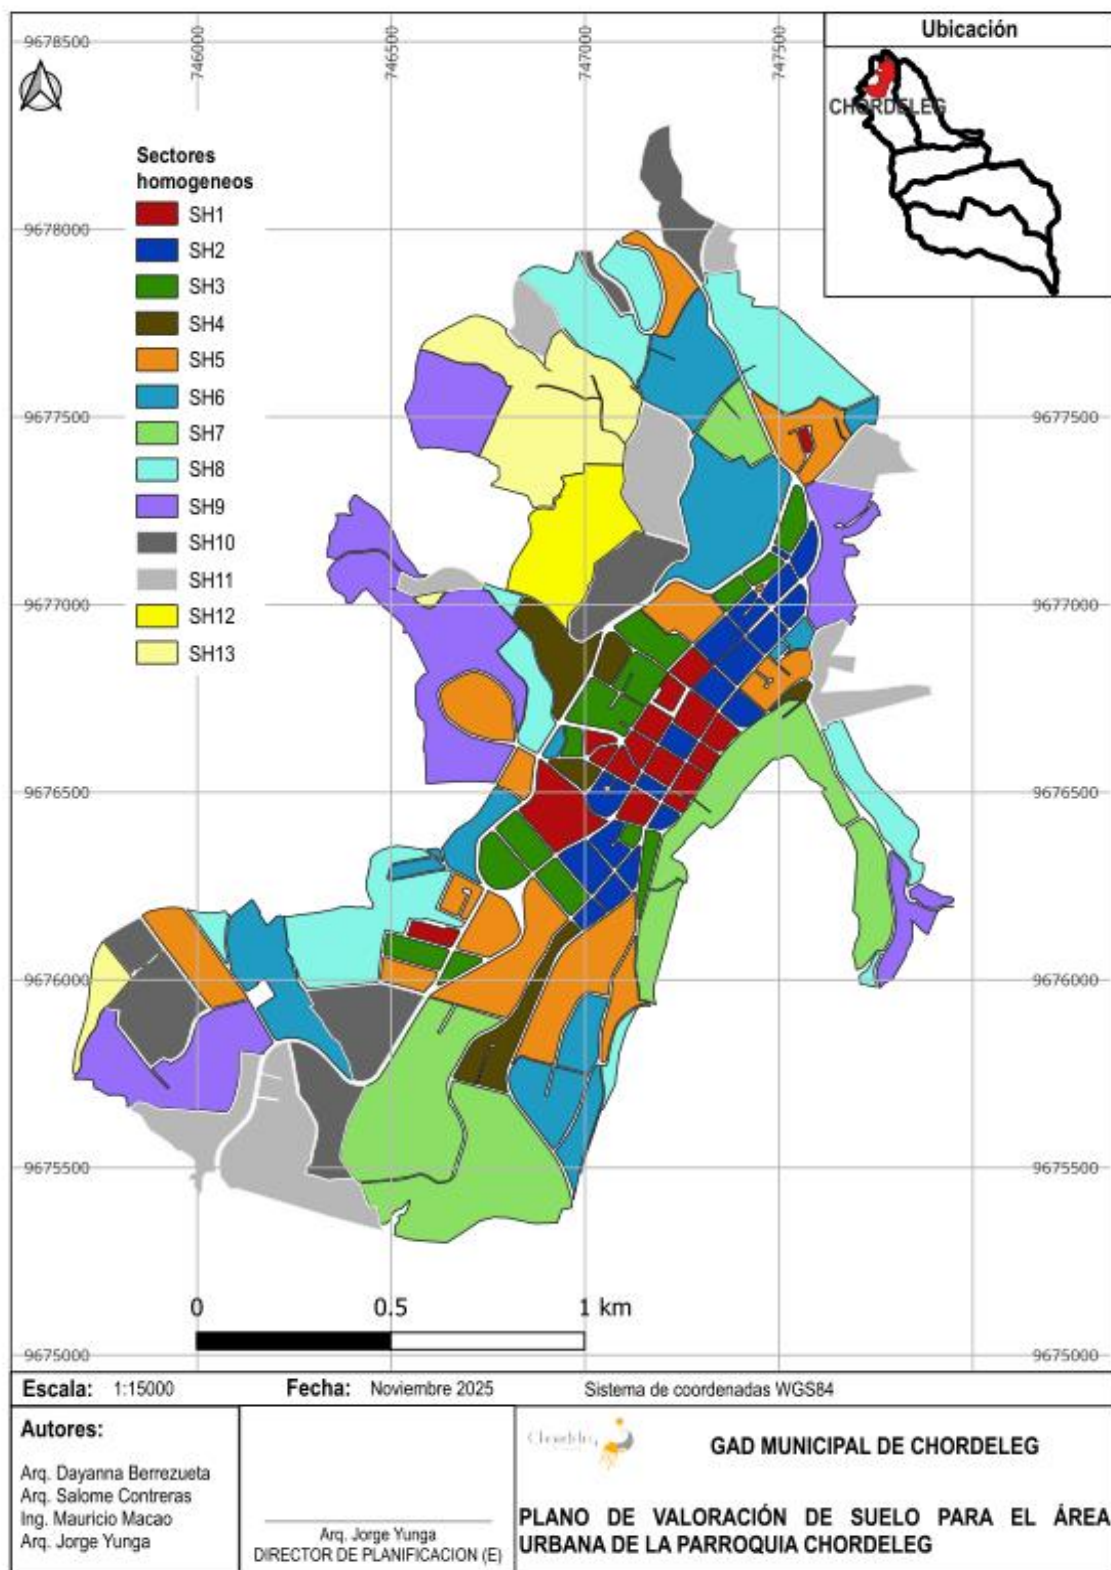 9678500
746000
746500
747000
747500
Ubicación
CHORDELEG
Sectores
homogeneos
SH1
SH2
SH3
SH4
SH5
SH6
SH7
SH8
SH9
SH10
SH11
SH12
SH13
9678000
9677500
9677500
9677000
9677000
9676500
9676500
9676000
9676000
9675500
9675500
0 0.5 1 km
9675000
9675000
Escala: 1:15000 Fecha: Noviembre 2025 Sistema de coordenadas WGS84
Autores:
Arq. Dayanna Berrezueta
Arq. Salome Contreras
Ing. Mauricio Macao
Arq. Jorge Yunga
Arq. Jorge Yunga
DIRECTOR DE PLANIFICACION (E)
Chordeleg
GAD MUNICIPAL DE CHORDELEG
PLANO DE VALORACIÓN DE SUELO PARA EL ÁREA
URBANA DE LA PARROQUIA CHORDELEG